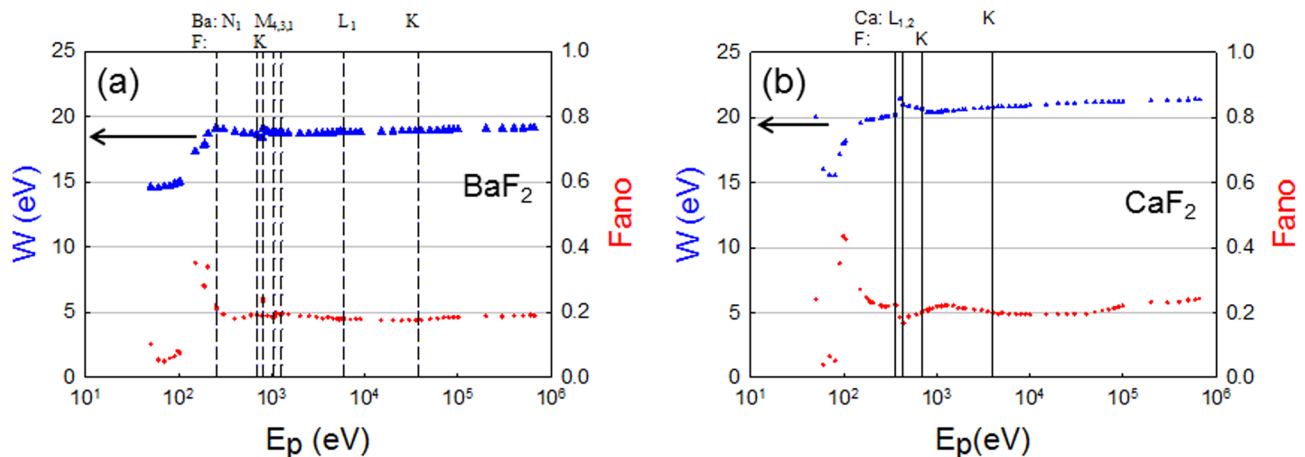 Ba: N1 M4,3,1 L1 K
F: K
(a)
BaF2
W (eV)
25
20
15
10
5
0
Fano
1.0
0.8
0.6
0.4
0.2
0.0
10^1 10^2 10^3 10^4 10^5 10^6
Ep (eV)
Ca: L1,2 K
F: K
(b)
CaF2
W (eV)
25
20
15
10
5
0
Fano
1.0
0.8
0.6
0.4
0.2
0.0
10^1 10^2 10^3 10^4 10^5 10^6
Ep(eV)